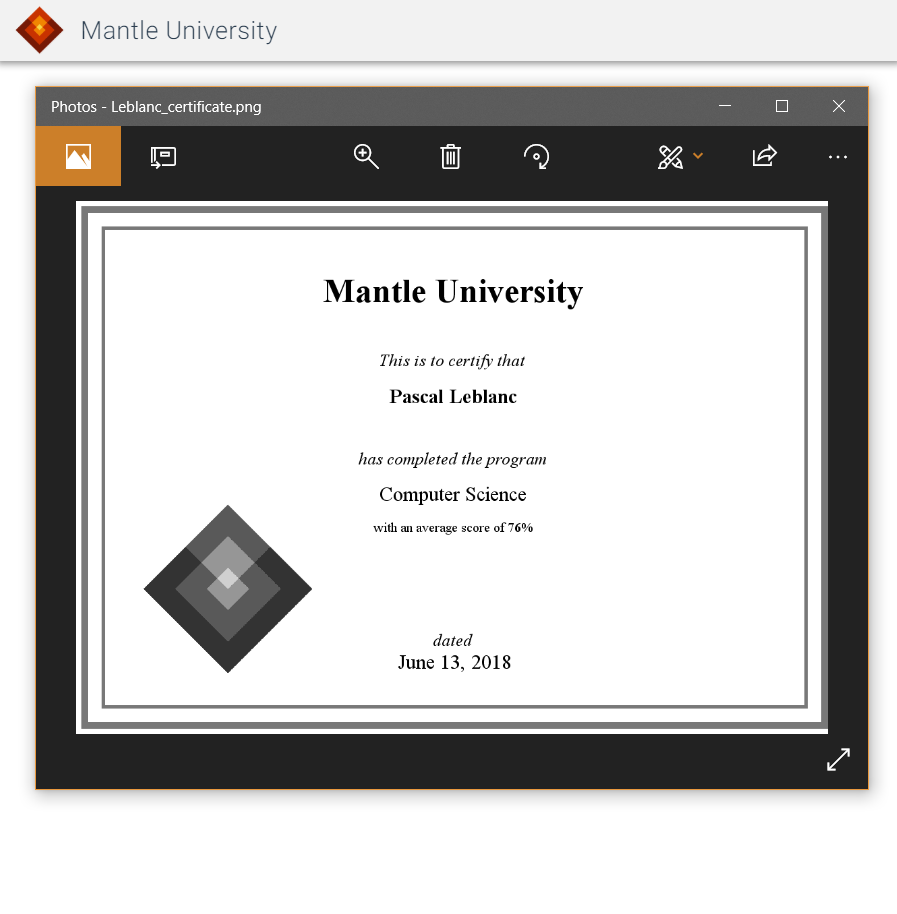 Mantle University
Photos - Leblanc_certificate.png
Mantle University
This is to certify that
Pascal Leblanc
has completed the program
Computer Science
with an average score of 76%
dated
June 13, 2018